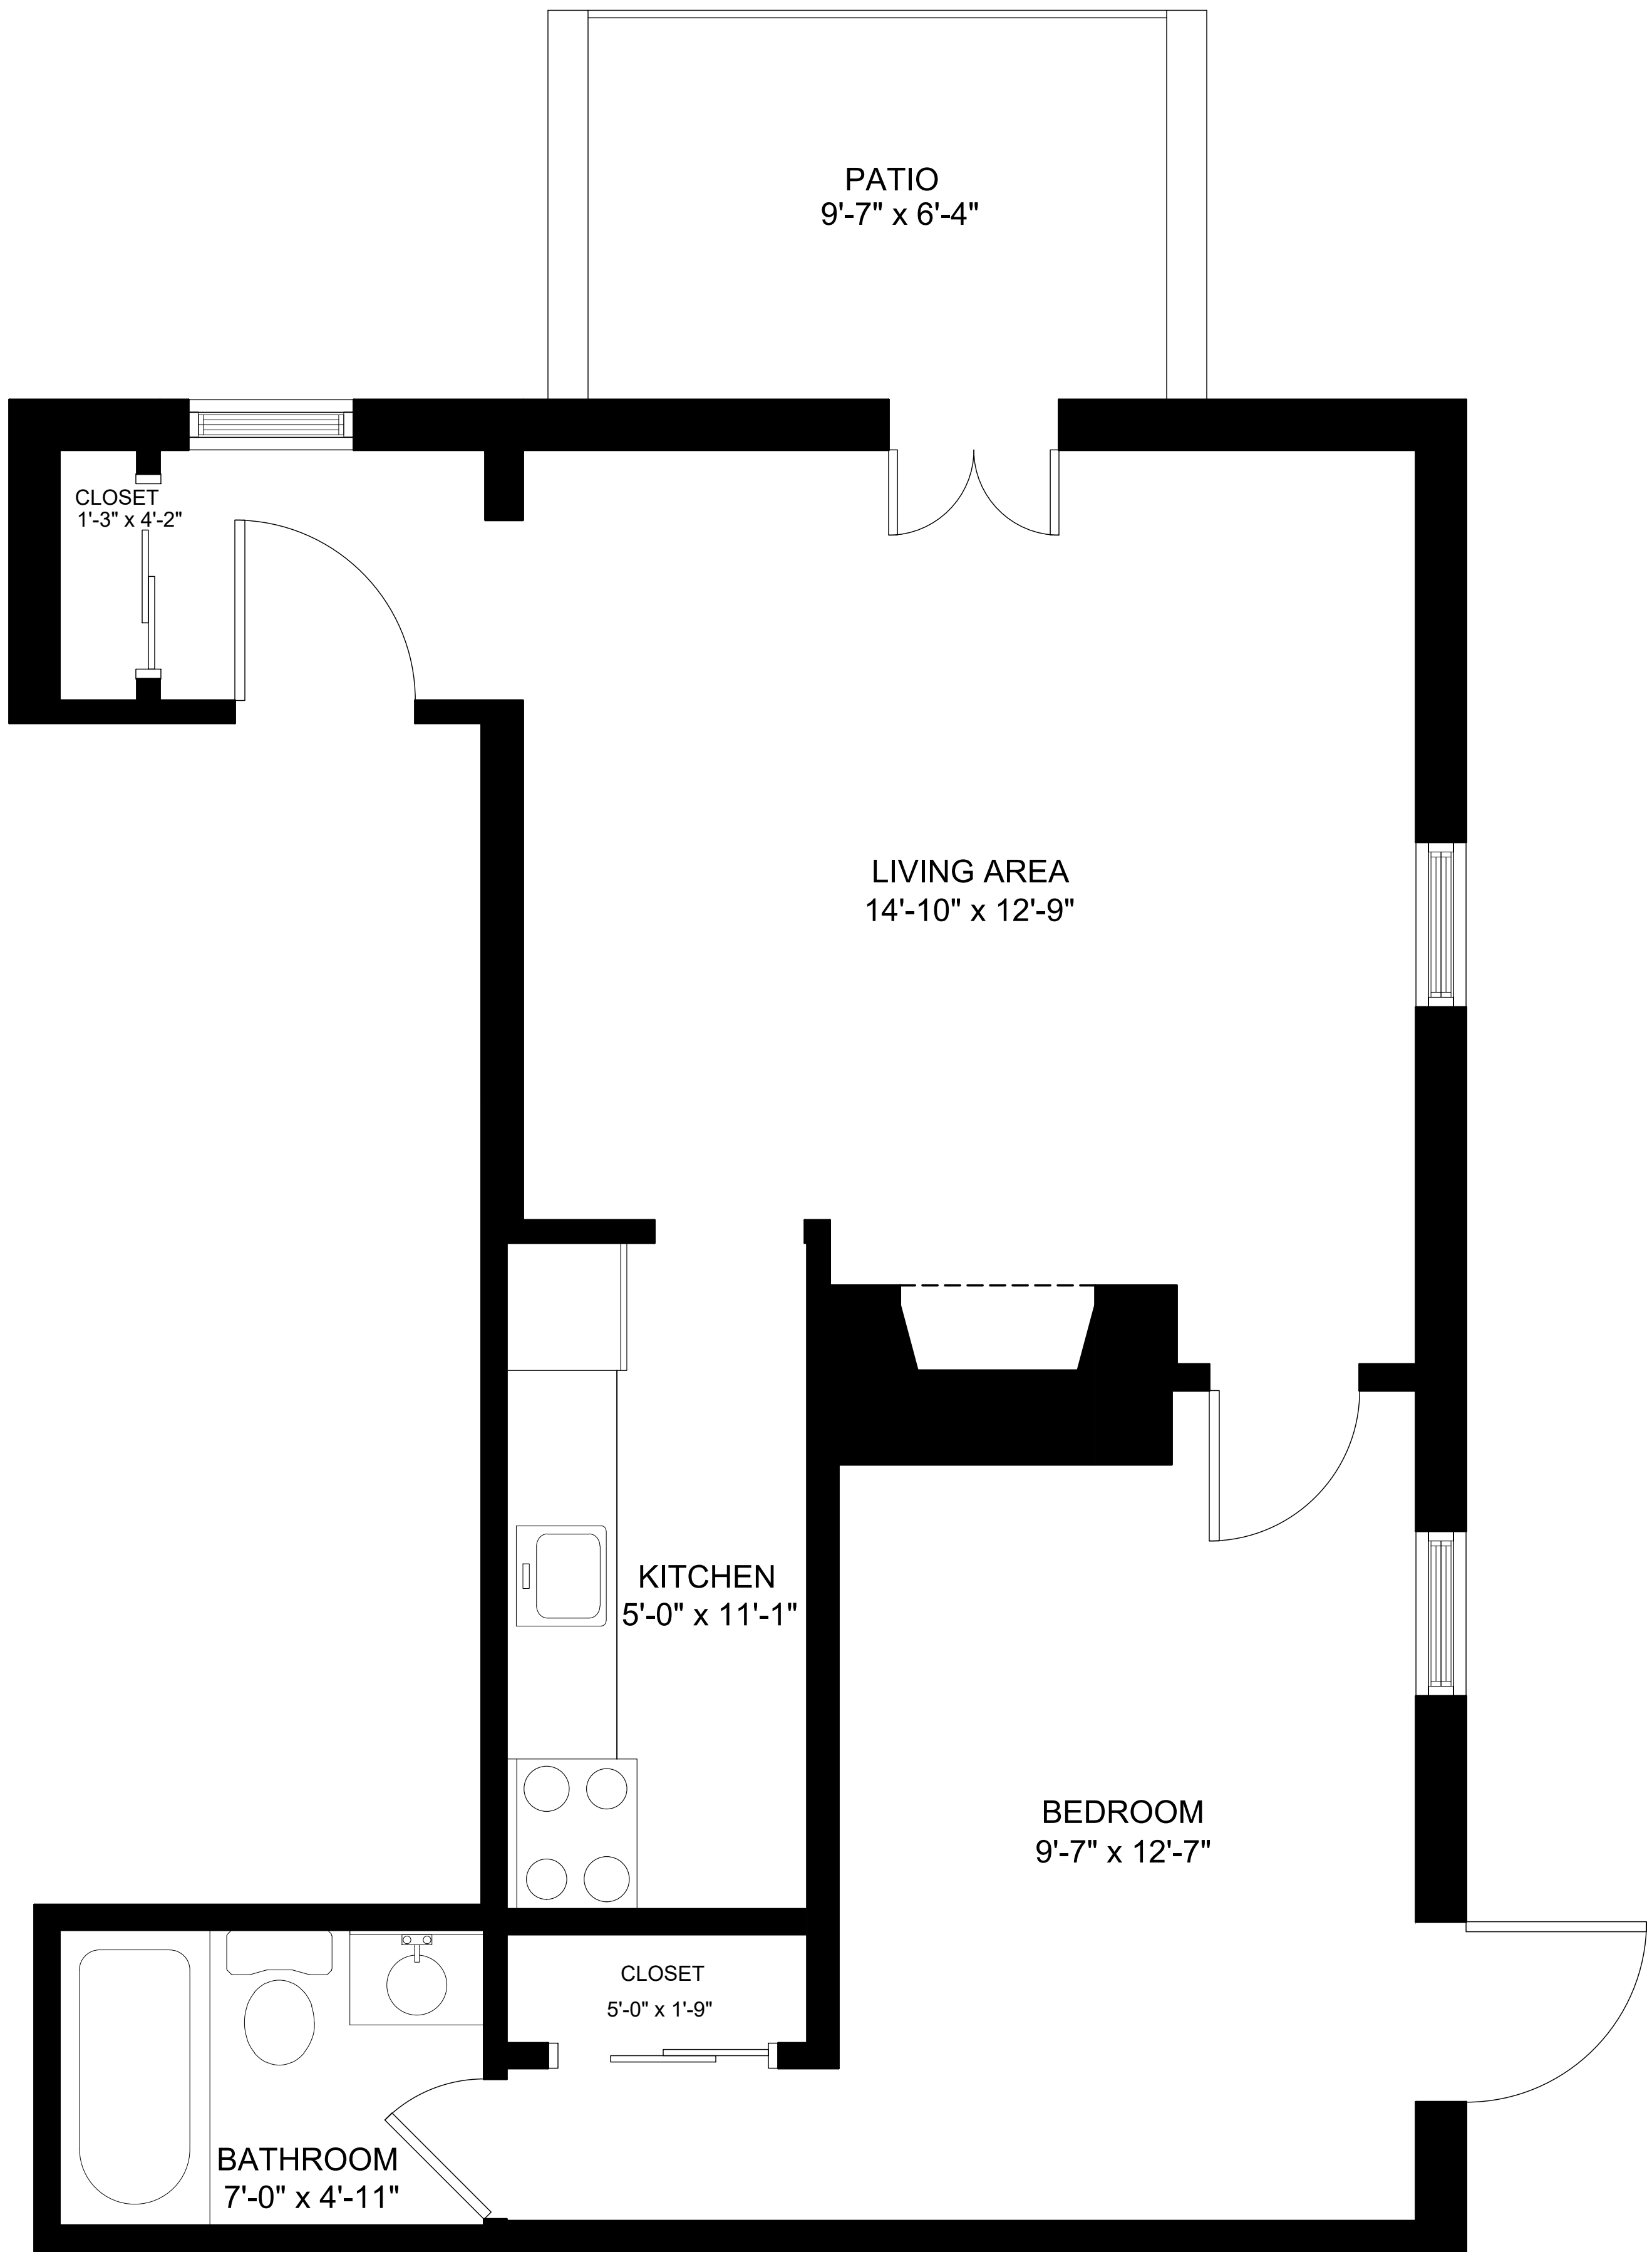 PATIO
9'-7" x 6'-4"
CLOSET
1'-3" x 4'-2"
LIVING AREA
14'-10" x 12'-9"
KITCHEN
5'-0" x 11'-1"
BEDROOM
9'-7" x 12'-7"
CLOSET
5'-0" x 1'-9"
BATHROOM
7'-0" x 4'-11"